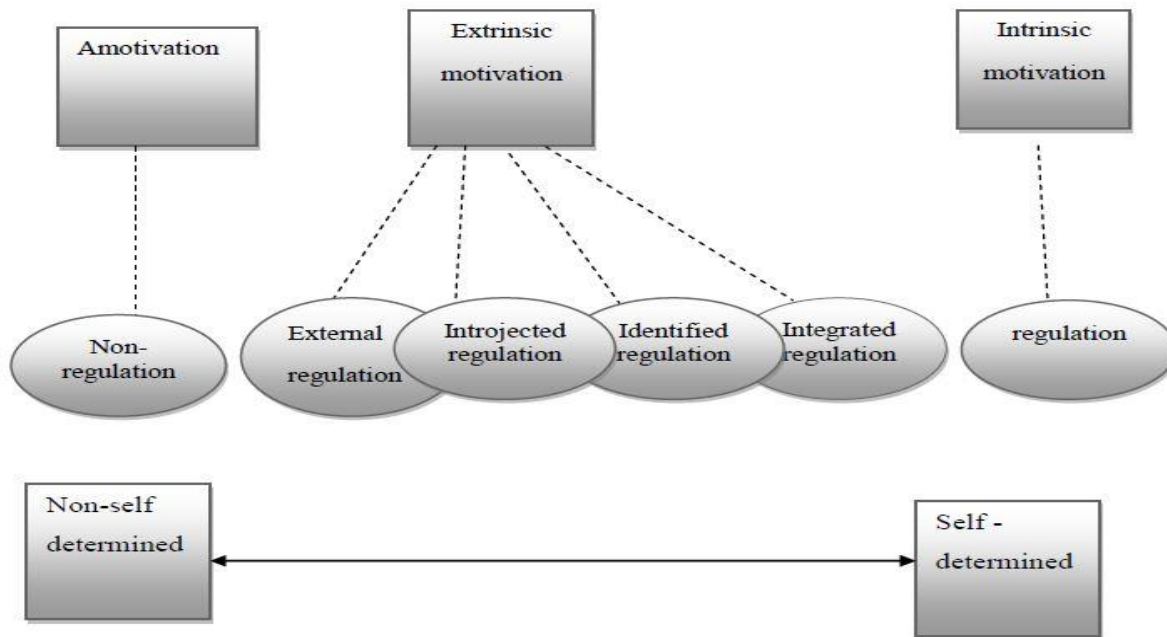 Amotivation
Extrinsic
motivation
Intrinsic
motivation
Non-
regulation
External
regulation
Introjected
regulation
Identified
regulation
Integrated
regulation
regulation
Non-self
determined
Self -
determined